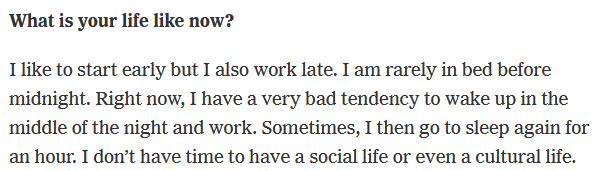 What is your life like now?
I like to start early but I also work late. I am rarely in bed before
midnight. Right now, I have a very bad tendency to wake up in the
middle of the night and work. Sometimes, I then go to sleep again for
an hour. I don’t have time to have a social life or even a cultural life.